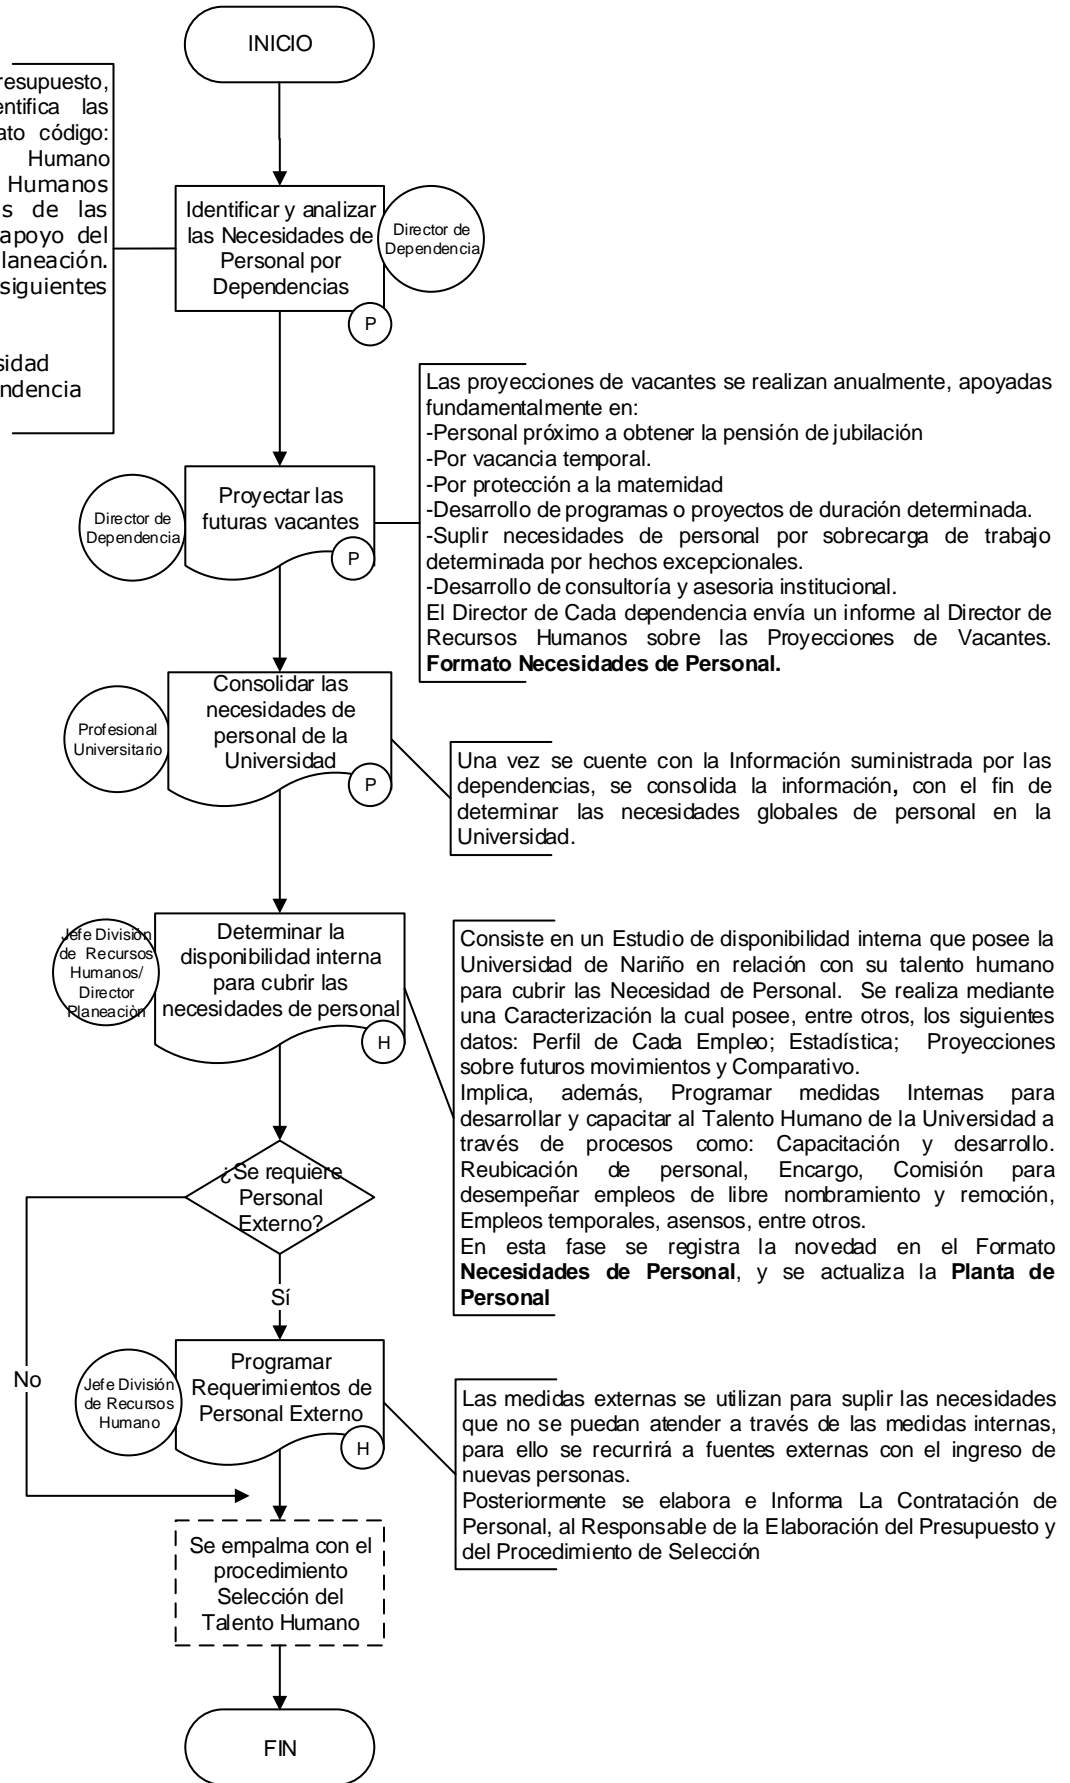 INICIO
resupuesto,
las
código:
Humano
Humanos
de las
apoyo del
siguientes
Identificar y analizar
las Necesidades de
Personal por
Dependencias
Director de
Dependencia
P
Las proyecciones de vacantes se realizan anualmente, apoyadas
fundamentalmente en:
-Personal próximo a obtener la pensión de jubilación
-Por vacancia temporal.
-Por protección a la maternidad
-Desarrollo de programas o proyectos de duración determinada.
-Suplir necesidades de personal por sobrecarga de trabajo
determinada por hechos excepcionales.
-Desarrollo de consultoría y asesoria institucional.
El Director de Cada dependencia envía un informe al Director de
Recursos Humanos sobre las Proyecciones de Vacantes.
Formato Necesidades de Personal.
Director de
Dependencia
Proyectar las
futuras vacantes
P
Profesional
Universitario
Consolidar las
necesidades de
personal de la
Universidad
P
Una vez se cuente con la Información suministrada por las
dependencias, se consolida la información, con el fin de
determinar las necesidades globales de personal en la
Universidad.
Jefe División
de Recursos
Humanos/
Director
Planeaciòn
Determinar la
disponibilidad interna
para cubrir las
necesidades de personal
H
Consiste en un Estudio de disponibilidad interna que posee la
Universidad de Nariño en relación con su talento humano
para cubrir las Necesidad de Personal. Se realiza mediante
una Caracterización la cual posee, entre otros, los siguientes
datos: Perfil de Cada Empleo; Estadística; Proyecciones
sobre futuros movimientos y Comparativo.
Implica, además, Programar medidas Internas para
desarrollar y capacitar al Talento Humano de la Universidad a
través de procesos como: Capacitación y desarrollo.
Reubicación de personal, Encargo, Comisión para
desempeñar empleos de libre nombramiento y remoción,
Empleos temporales, asensos, entre otros.
En esta fase se registra la novedad en el Formato
Necesidades de Personal, y se actualiza la Planta de
Personal
¿Se requiere
Personal
Externo?
Sí
No
Jefe División
de Recursos
Humano
Programar
Requerimientos de
Personal Externo
H
Las medidas externas se utilizan para suplir las necesidades
que no se puedan atender a través de las medidas internas,
para ello se recurrirá a fuentes externas con el ingreso de
nuevas personas.
Posteriormente se elabora e Informa La Contratación de
Personal, al Responsable de la Elaboración del Presupuesto y
del Procedimiento de Selección
Se empalma con el
procedimiento
Selección del
Talento Humano
FIN